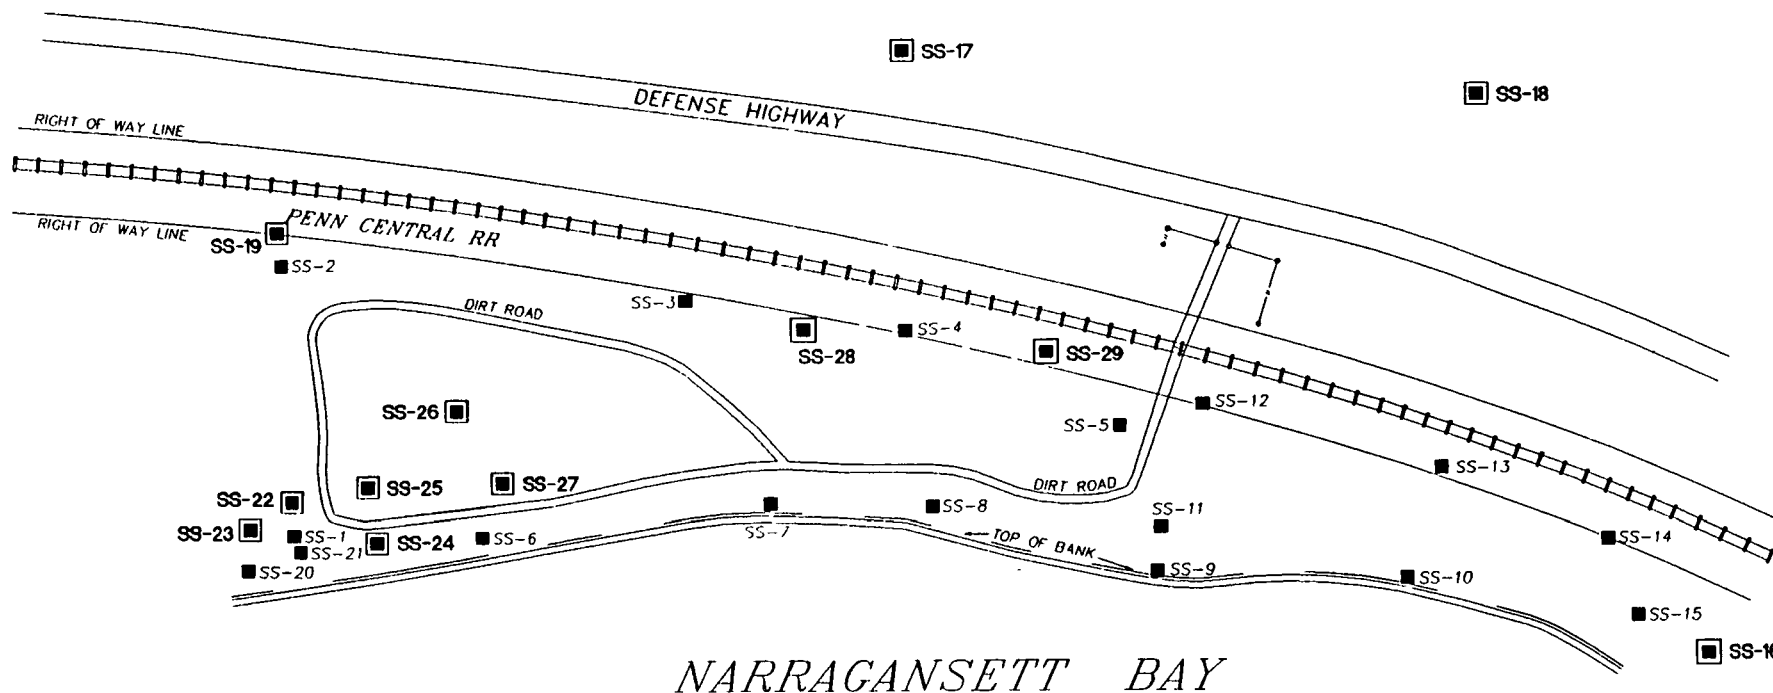 SS-17
SS-18
DEFENSE HIGHWAY
RIGHT OF WAY LINE
PENN CENTRAL RR
RIGHT OF WAY LINE
SS-19
SS-2
SS-3
DIRT ROAD
SS-4
SS-28
SS-29
SS-12
SS-26
SS-5
SS-13
SS-25
SS-27
DIRT ROAD
SS-22
SS-8
SS-11
SS-23
SS-1
SS-24
SS-6
SS-7
TOP OF BANK
SS-14
SS-21
SS-20
SS-9
SS-10
SS-15
SS-16
NARRAGANSETT BAY